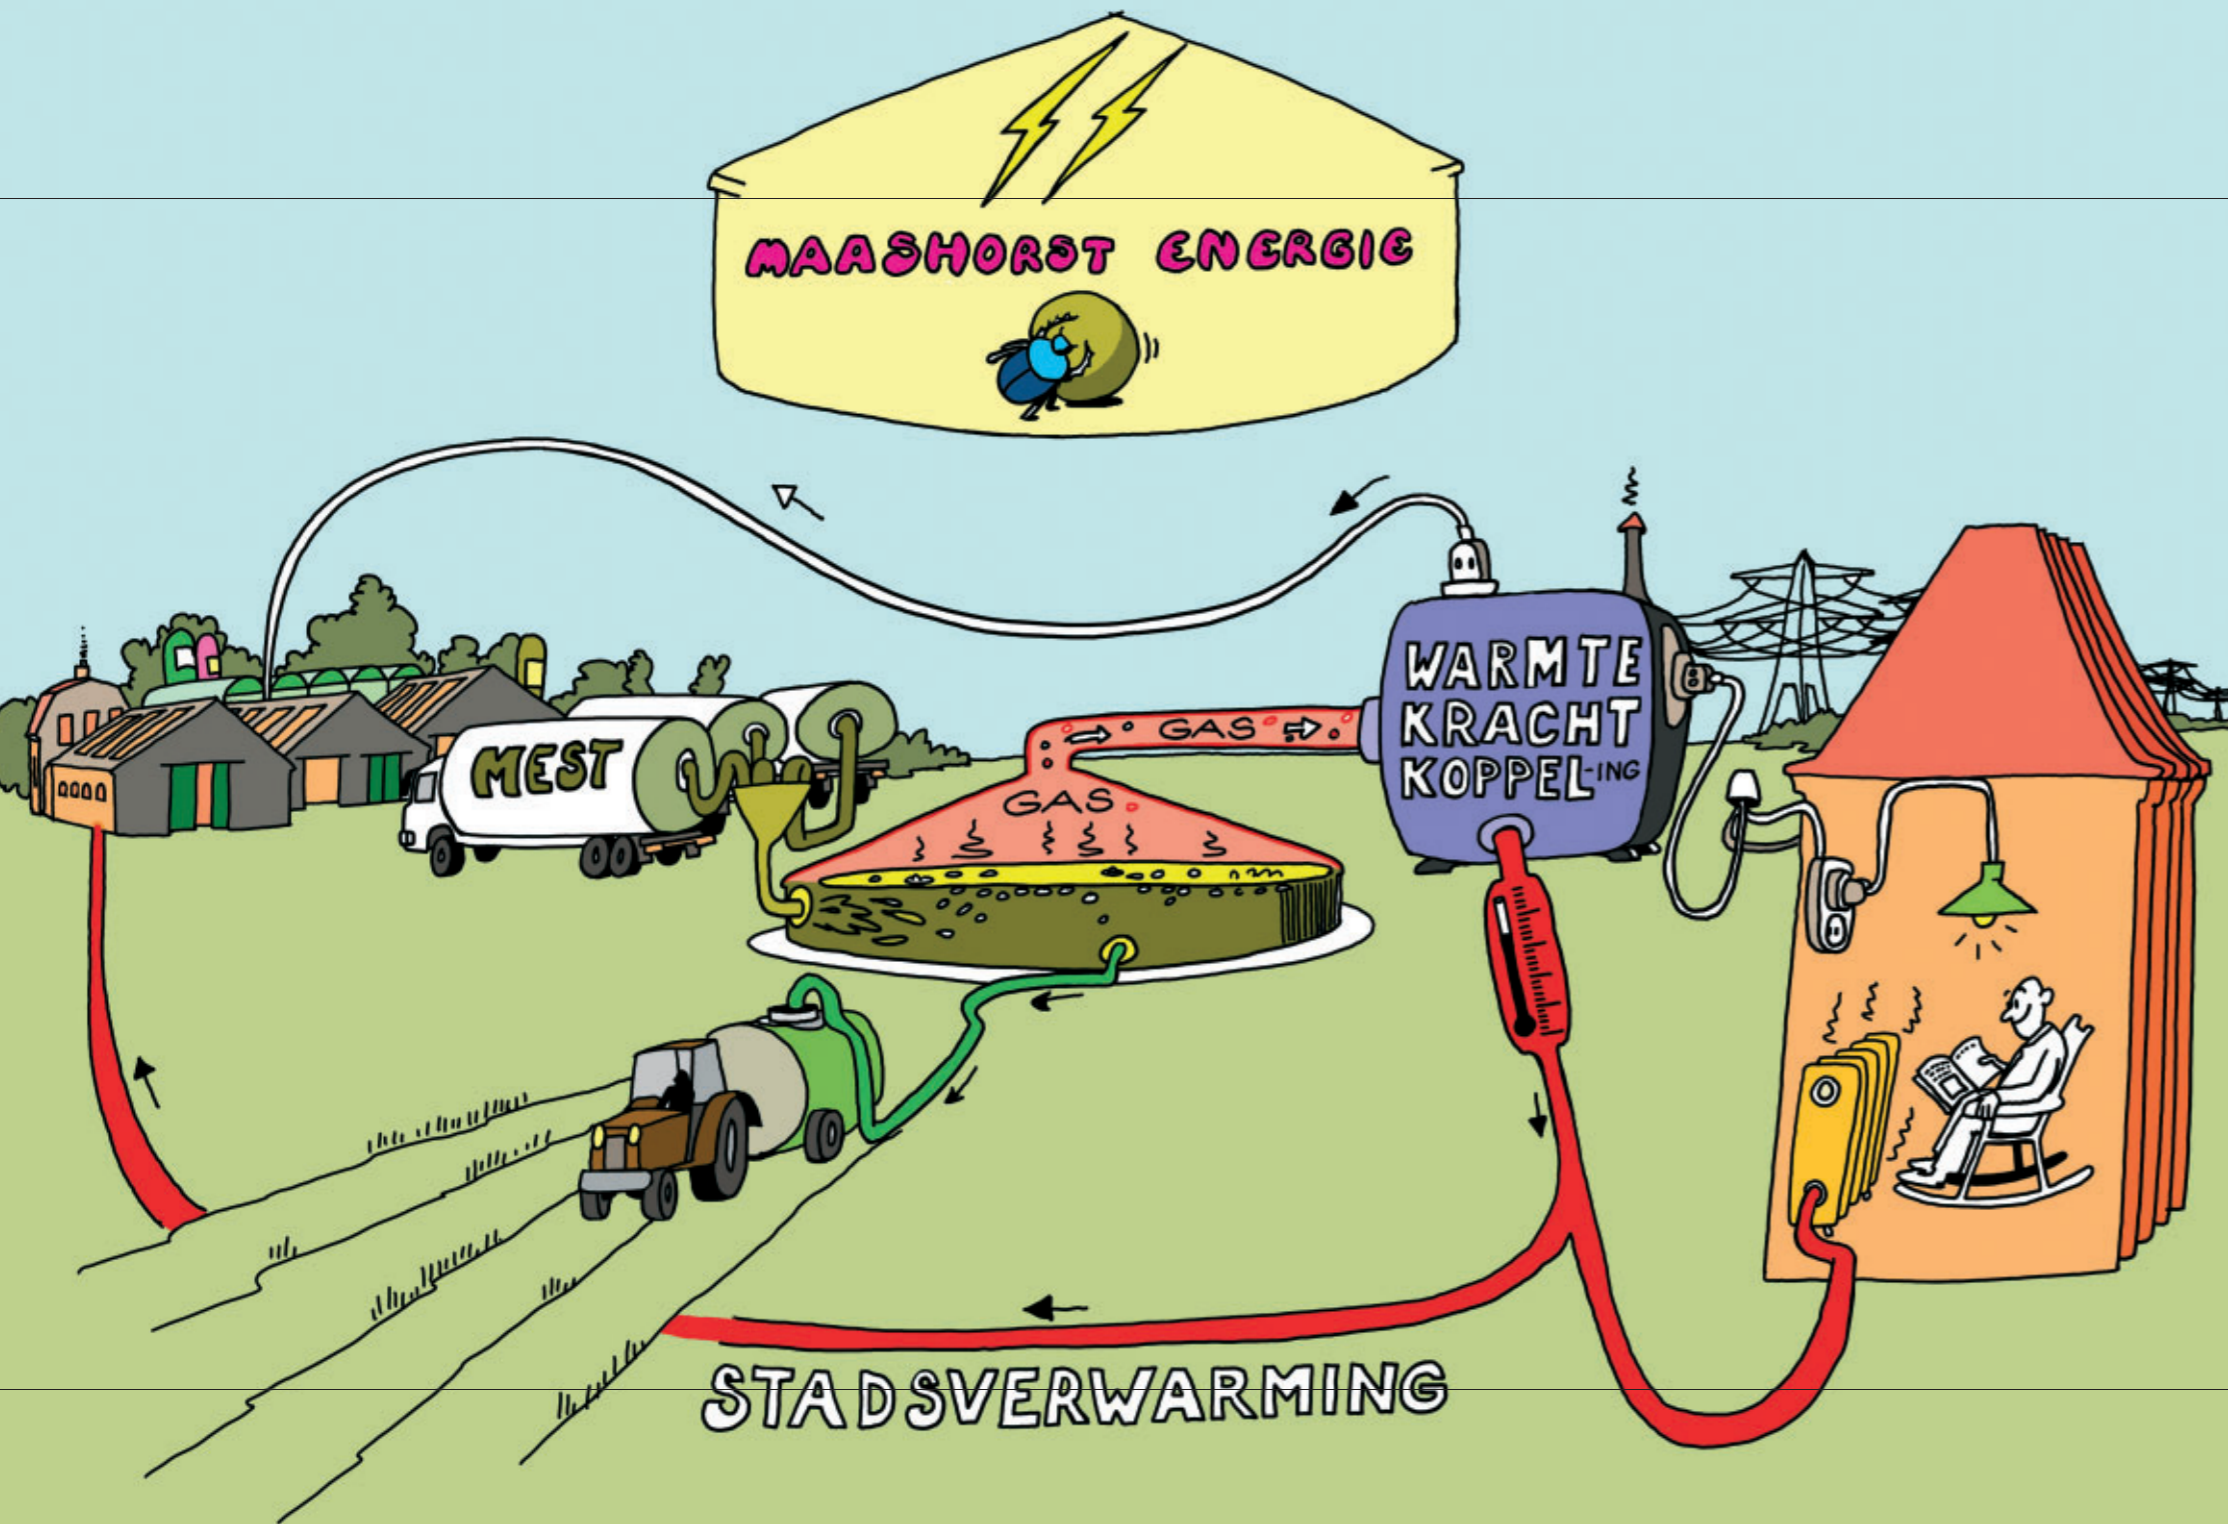 MAASHORST ENERGIE
MEST
GAS
GAS
WARMTE
KRACHT
KOPPEL-ING
STADSVERWARMING